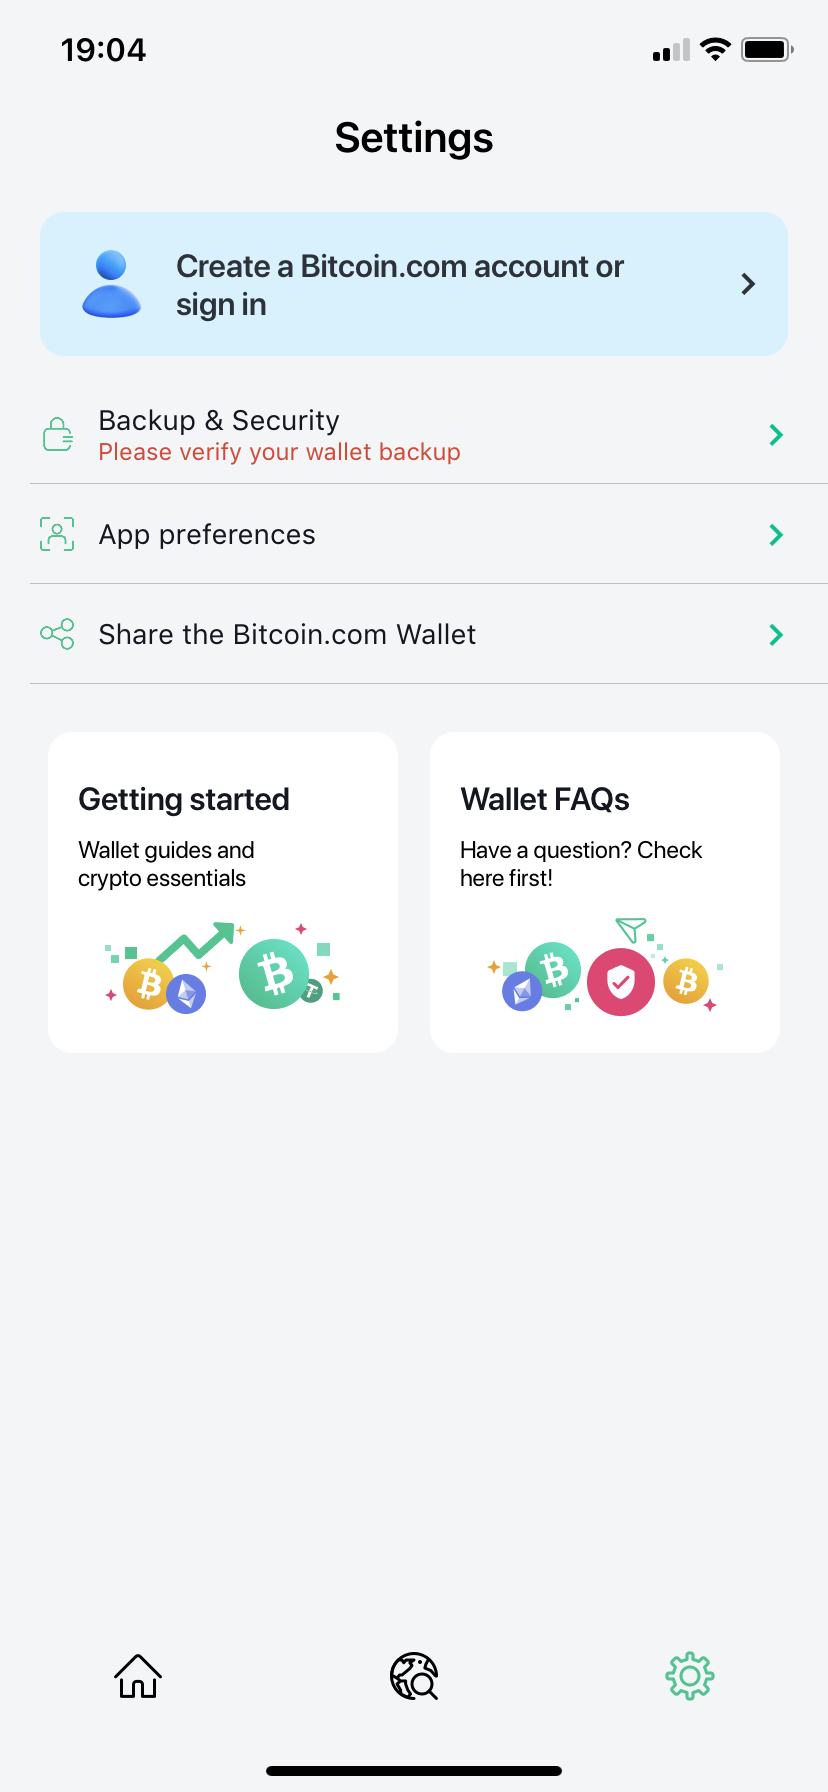 19:04
Settings
Create a Bitcoin.com account or
sign in
Backup & Security
Please verify your wallet backup
App preferences
Share the Bitcoin.com Wallet
Getting started
Wallet guides and
crypto essentials
Wallet FAQs
Have a question? Check
here first!